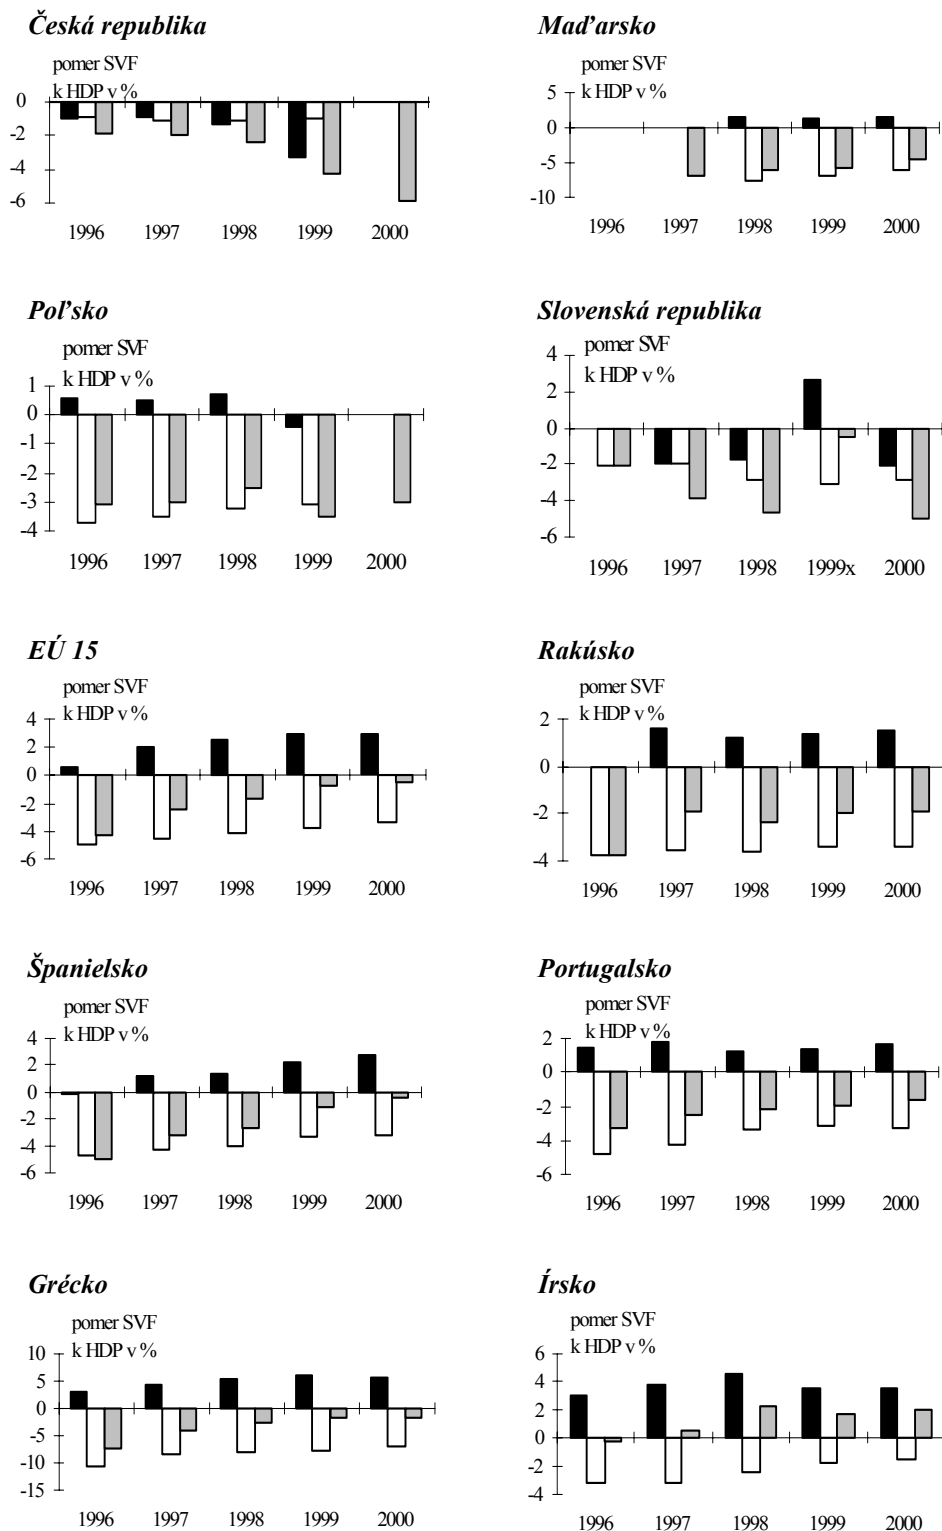 Česká republika
pomer SVF
k HDP v %
0
-2
-4
-6
1996 1997 1998 1999 2000
Maďarsko
pomer SVF
k HDP v %
5
0
-5
-10
1996 1997 1998 1999 2000
Poľsko
pomer SVF
k HDP v %
1
0
-1
-2
-3
-4
1996 1997 1998 1999 2000
Slovenská republika
pomer SVF
k HDP v %
4
2
0
-2
-4
-6
1996 1997 1998 1999x 2000
EÚ 15
pomer SVF
k HDP v %
4
2
0
-2
-4
-6
1996 1997 1998 1999 2000
Rakúsko
pomer SVF
k HDP v %
2
0
-2
-4
1996 1997 1998 1999 2000
Španielsko
pomer SVF
k HDP v %
4
2
0
-2
-4
-6
1996 1997 1998 1999 2000
Portugalsko
pomer SVF
k HDP v %
2
0
-2
-4
-6
1996 1997 1998 1999 2000
Grécko
pomer SVF
k HDP v %
10
5
0
-5
-10
-15
1996 1997 1998 1999 2000
Írsko
pomer SVF
k HDP v %
6
4
2
0
-2
-4
1996 1997 1998 1999 2000